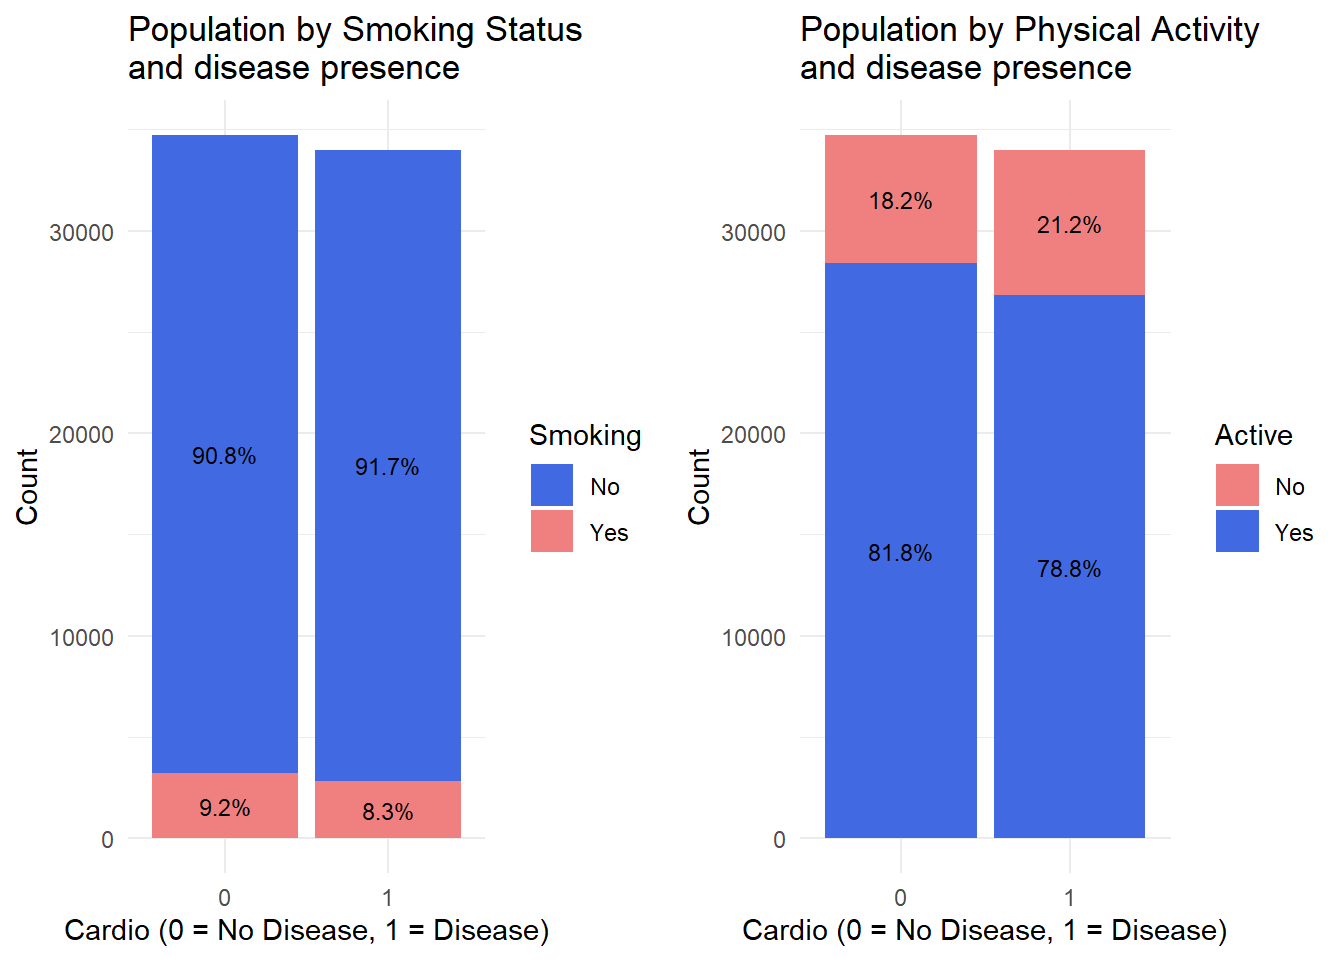 Population by Smoking Status
and disease presence
30000
20000
10000
0
Count
90.8%
91.7%
9.2%
8.3%
0
1
Cardio (0 = No Disease, 1 = Disease)
Smoking
No
Yes
Population by Physical Activity
and disease presence
30000
20000
10000
0
Count
18.2%
21.2%
81.8%
78.8%
0
1
Cardio (0 = No Disease, 1 = Disease)
Active
No
Yes